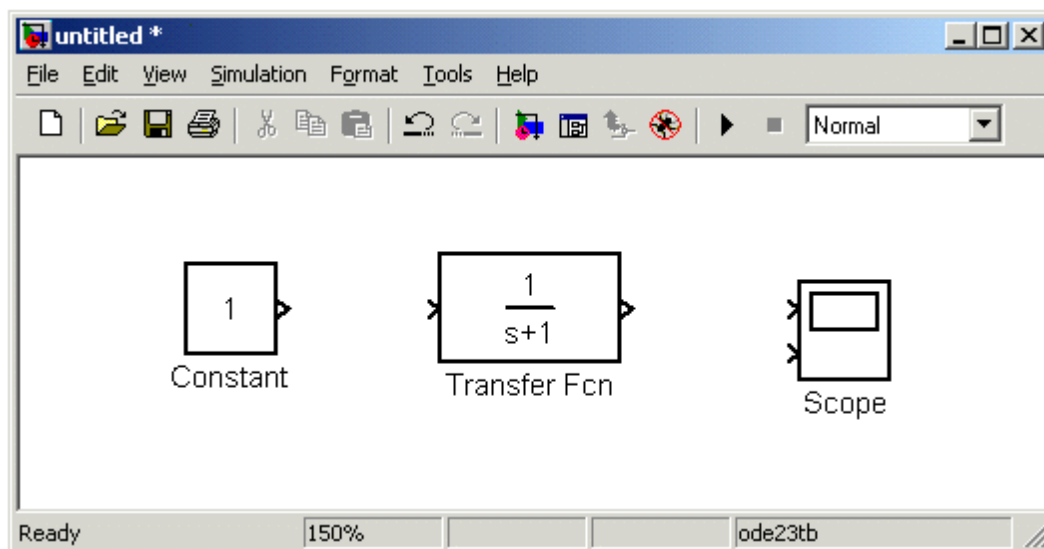 untitled *
File Edit View Simulation Format Tools Help
Normal
1
Constant
1
s+1
Transfer Fcn
Scope
Ready 150% ode23tb